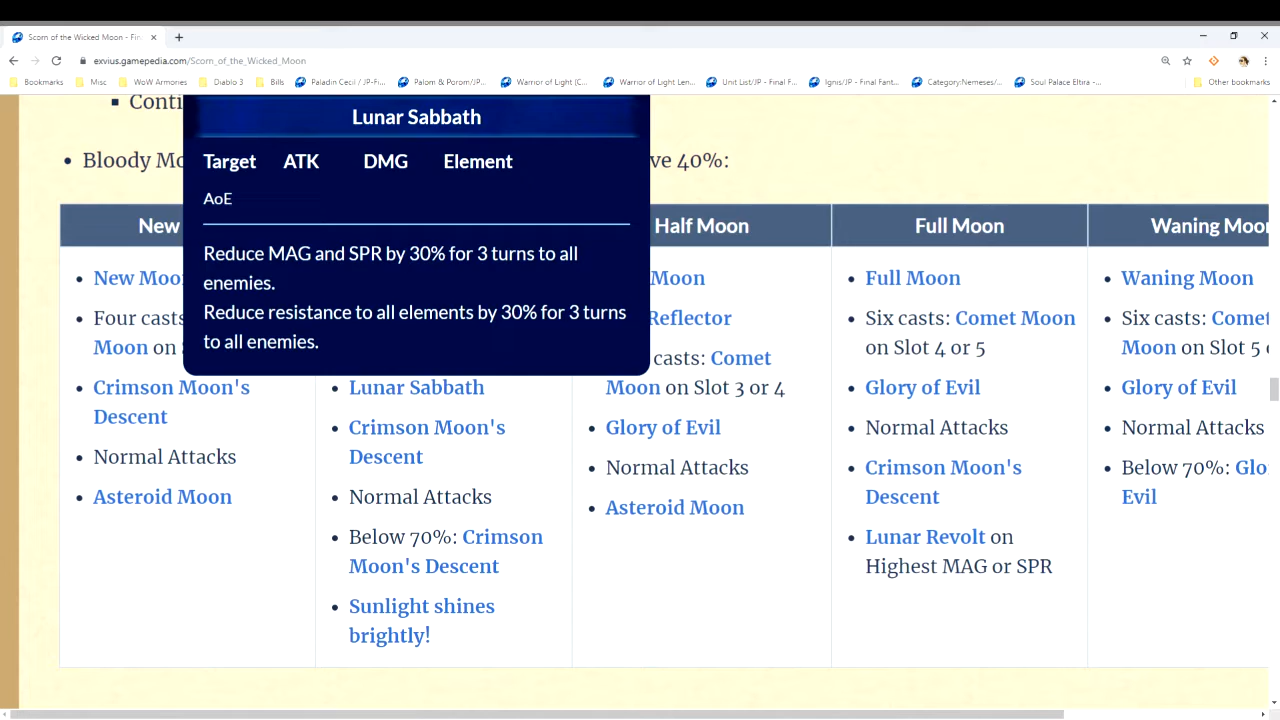 Scorn of the Wicked Moon - Fin
exvius.gamepedia.com/Scorn_of_the_Wicked_Moon
Bookmarks Misc WoW Armories Diablo 3 Bills Paladin Cecil / JP-Fi... Palom & Porom/JP... Warrior of Light (C... Warrior of Light Len... Unit List/JP - Final F... Ignis/JP - Final Fant... Category:Nemeses/... Soul Palace Eltra -... Other bookmarks
Conti
Bloody Mo ve 40%:
Lunar Sabbath
Target ATK DMG Element
AoE
Reduce MAG and SPR by 30% for 3 turns to all
enemies.
Reduce resistance to all elements by 30% for 3 turns
to all enemies.
New
New Moo
Four casts
Moon on
Crimson Moon's
Descent
Normal Attacks
Asteroid Moon
Lunar Sabbath
Crimson Moon's
Descent
Normal Attacks
Below 70%: Crimson
Moon's Descent
Sunlight shines
brightly!
Half Moon
Moon
Reflector
casts: Comet
Moon on Slot 3 or 4
Glory of Evil
Normal Attacks
Asteroid Moon
Full Moon
Full Moon
Six casts: Comet Moon
on Slot 4 or 5
Glory of Evil
Normal Attacks
Crimson Moon's
Descent
Lunar Revolt on
Highest MAG or SPR
Waning Moon
Waning Moon
Six casts: Comet
Moon on Slot 5
Glory of Evil
Normal Attacks
Below 70%: Glo
Evil